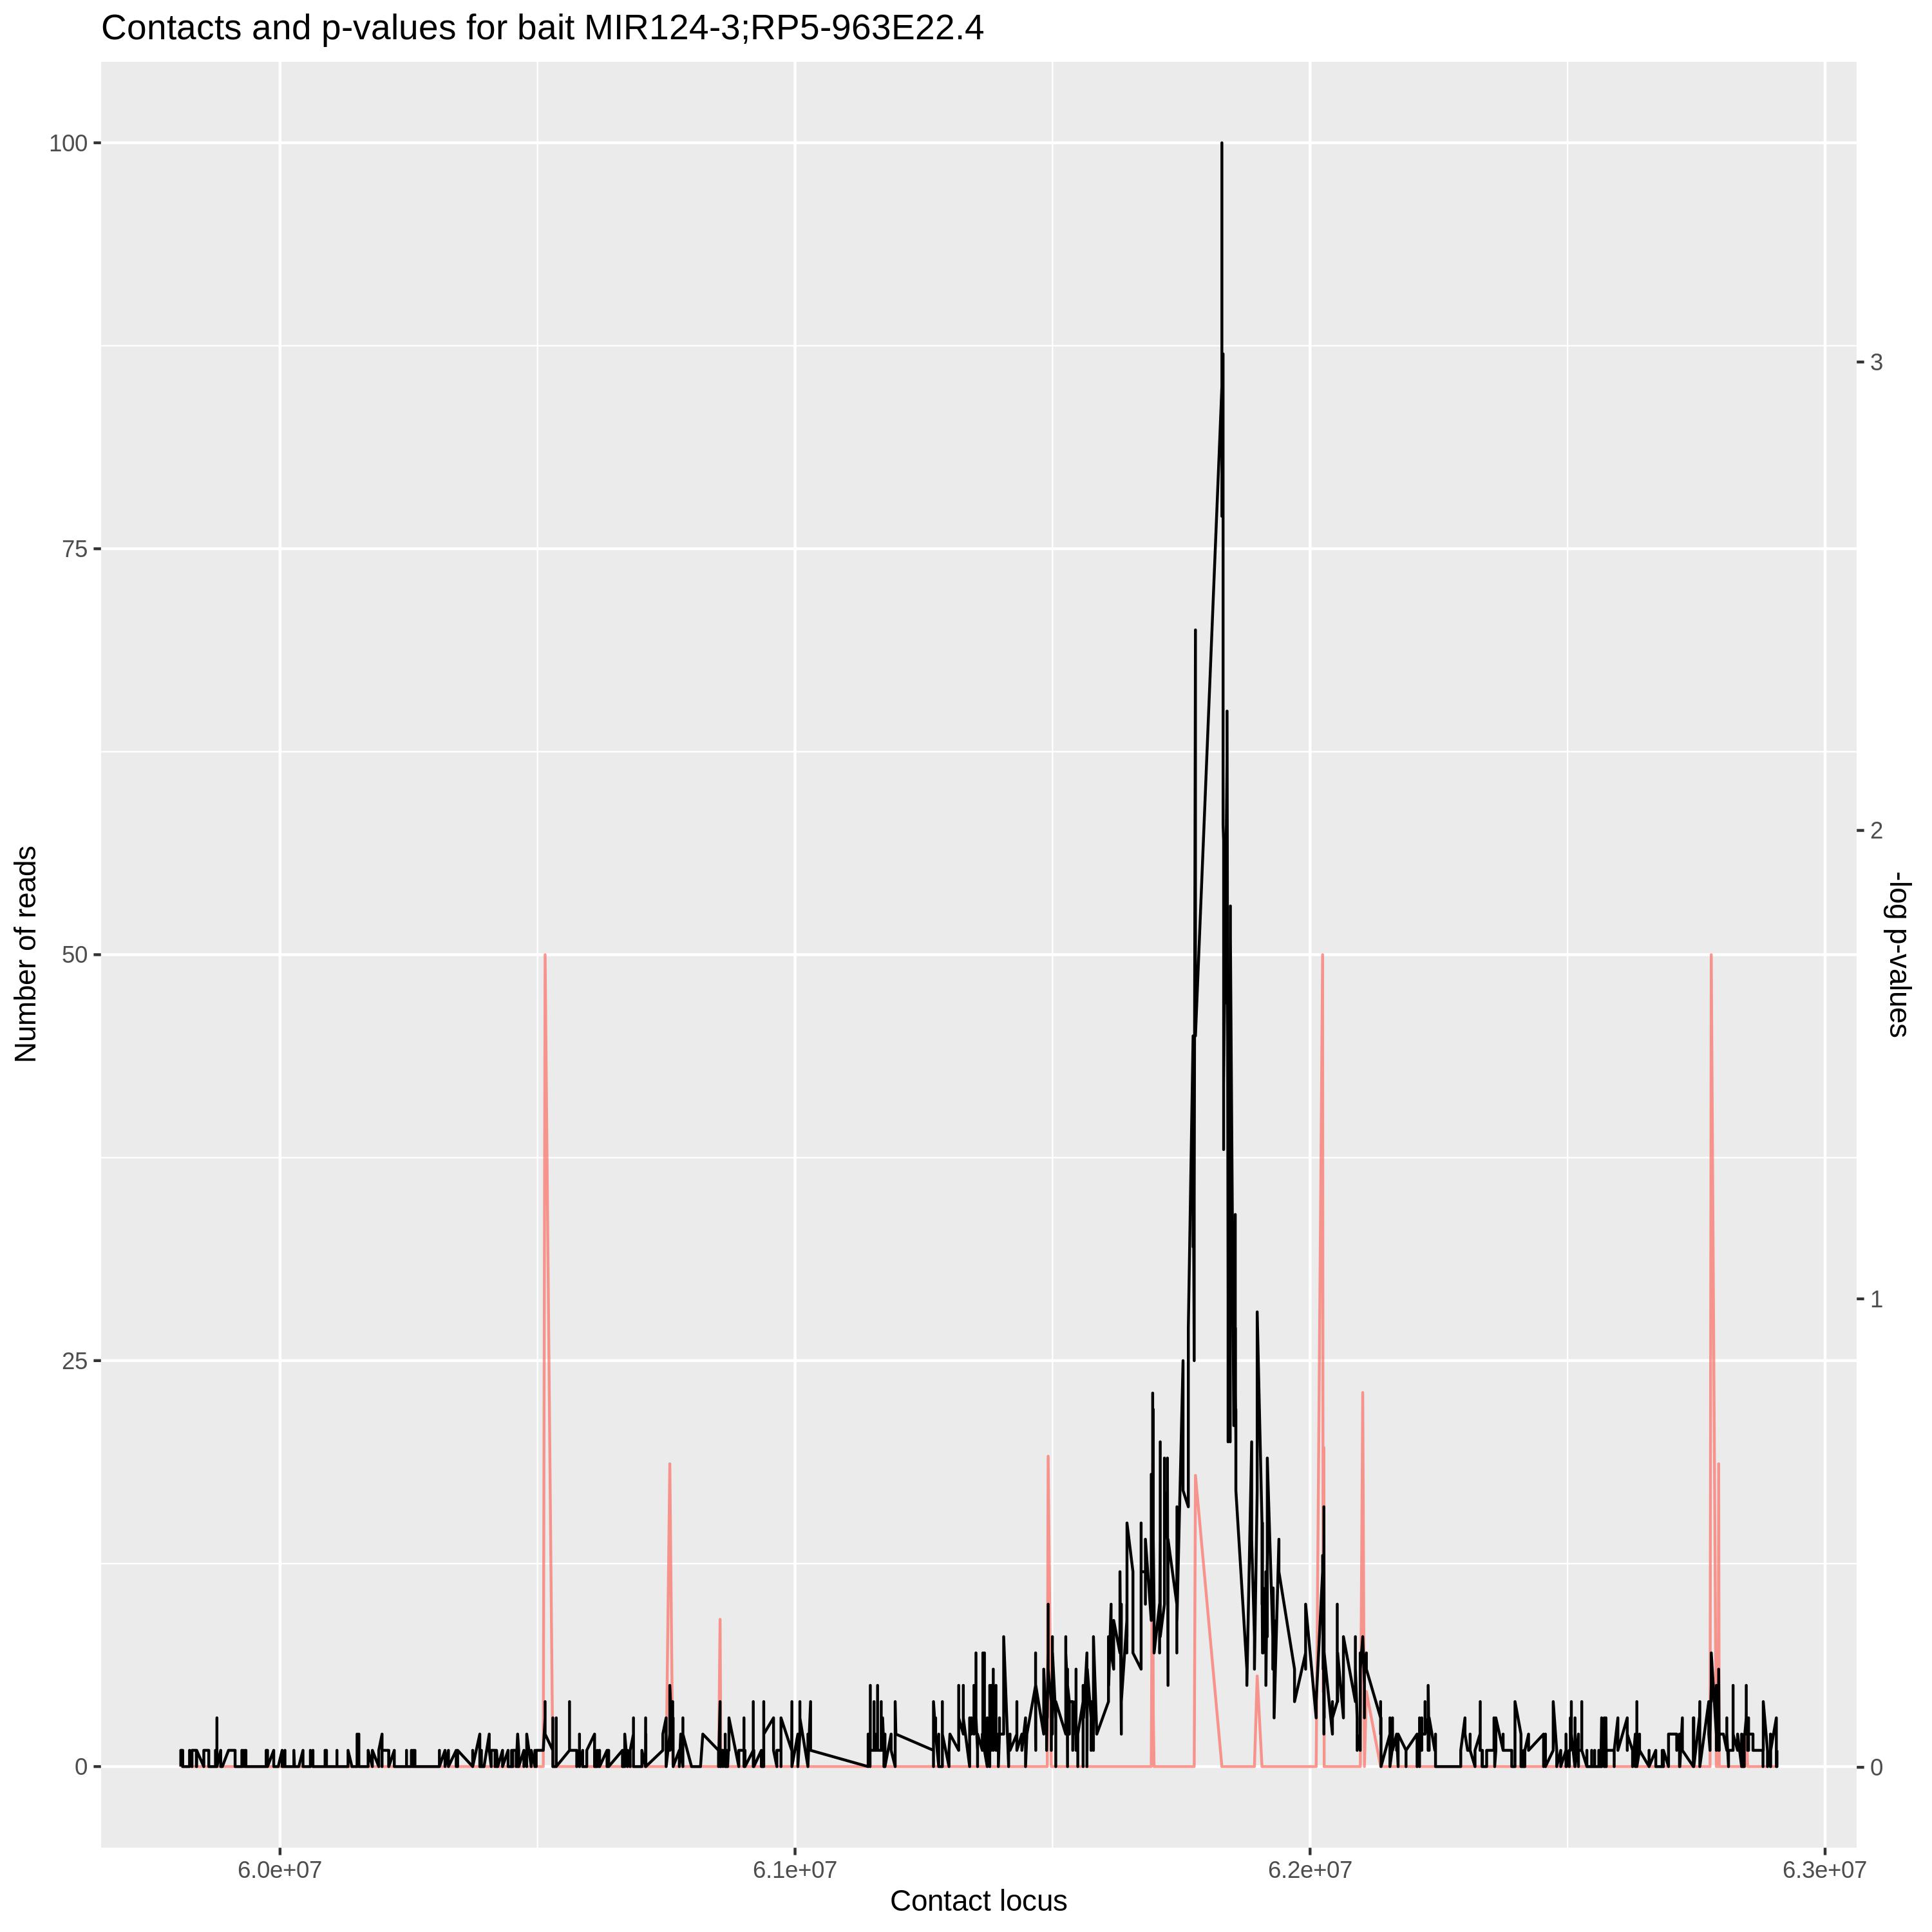 Contacts and p-values for bait MIR124-3;RP5-963E22.4
100
75
50
25
0
Number of reads
3
2
1
0
-log p-values
6.0e+07
6.1e+07
6.2e+07
6.3e+07
Contact locus